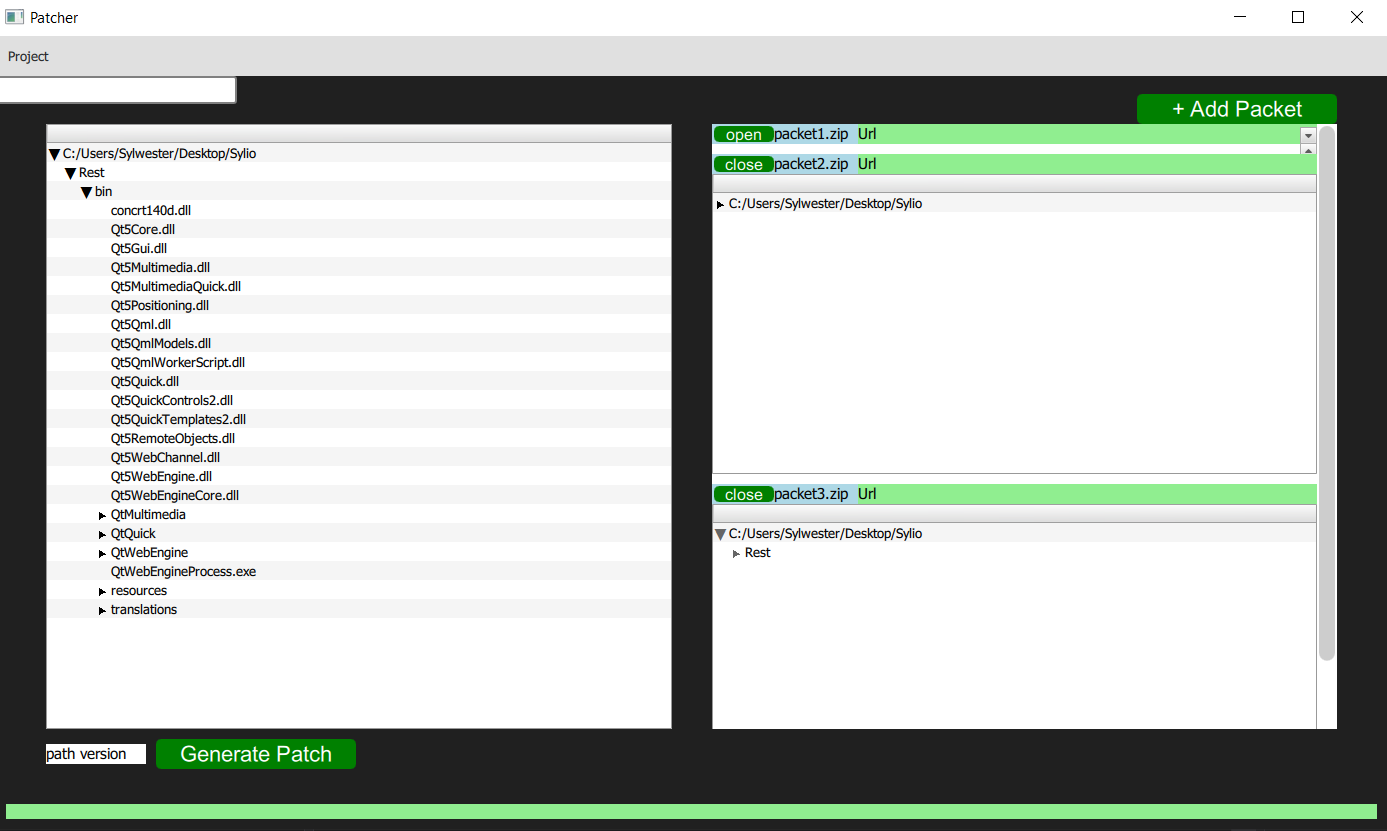 Patcher
Project
+ Add Packet
C:/Users/Sylwester/Desktop/Sylio
Rest
bin
concrt140d.dll
Qt5Core.dll
Qt5Gui.dll
Qt5Multimedia.dll
Qt5MultimediaQuick.dll
Qt5Positioning.dll
Qt5Qml.dll
Qt5QmlModels.dll
Qt5QmlWorkerScript.dll
Qt5Quick.dll
Qt5QuickControls2.dll
Qt5QuickTemplates2.dll
Qt5RemoteObjects.dll
Qt5WebChannel.dll
Qt5WebEngine.dll
Qt5WebEngineCore.dll
QtMultimedia
QtQuick
QtWebEngine
QtWebEngineProcess.exe
resources
translations
open packet1.zip Url
close packet2.zip Url
C:/Users/Sylwester/Desktop/Sylio
close packet3.zip Url
C:/Users/Sylwester/Desktop/Sylio
Rest
path version Generate Patch